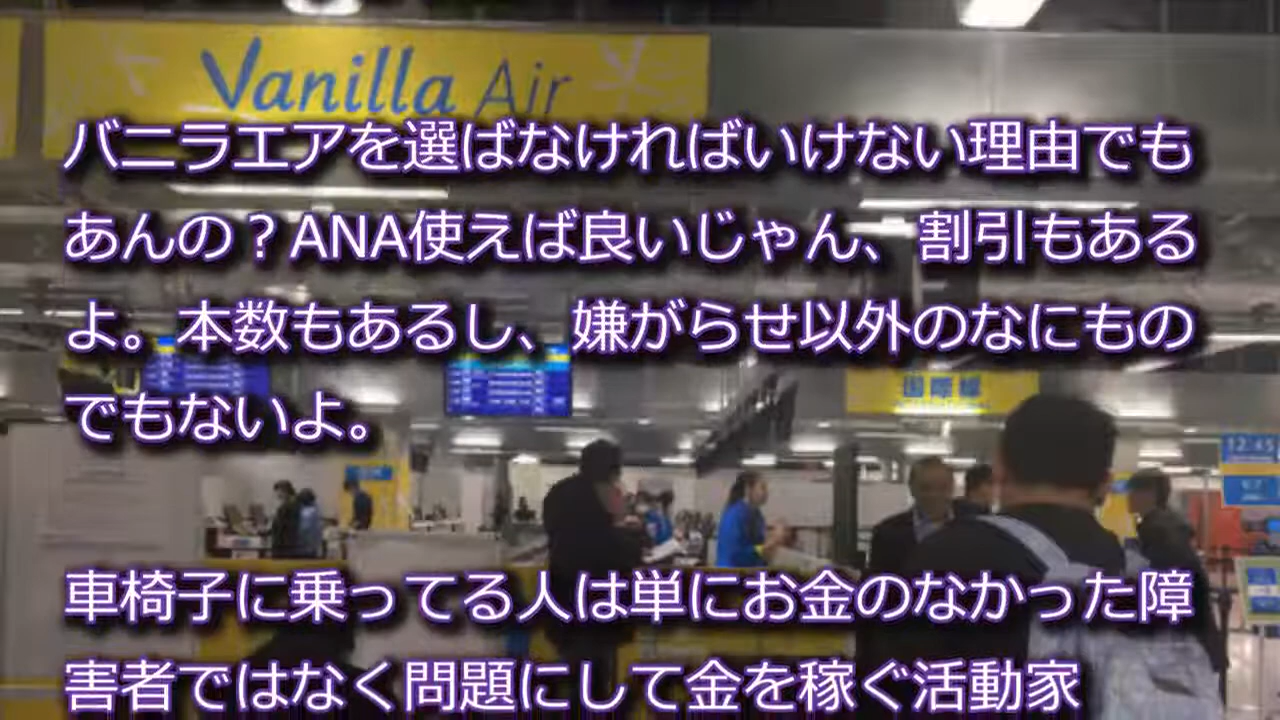 Vanilla Air
バニラエアを選ばなければいけない理由でも
あんの？ANA使えば良いじゃん、割引もある
よ。本数もあるし、嫌がらせ以外のなにもの
でもないよ。
国際線
12:45
車椅子に乗ってる人は単にお金のなかった障
害者ではなく問題にして金を稼ぐ活動家